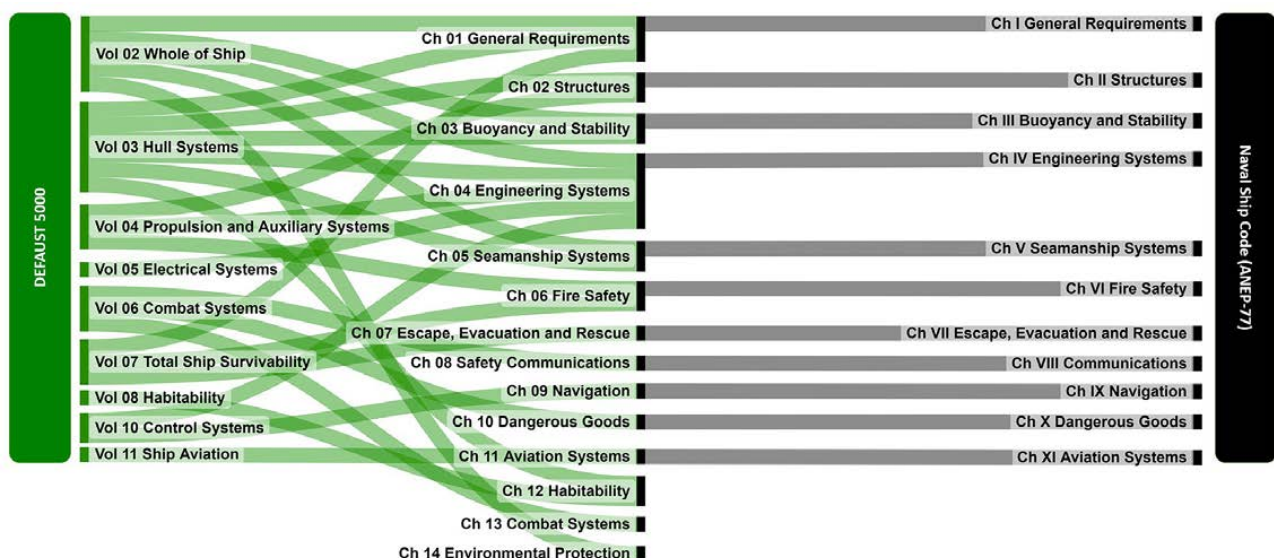 DEFAUST 5000
Vol 02 Whole of Ship
Vol 03 Hull Systems
Vol 04 Propulsion and Auxiliary Systems
Vol 05 Electrical Systems
Vol 06 Combat Systems
Vol 07 Total Ship Survivability
Vol 08 Habitability
Vol 10 Control Systems
Vol 11 Ship Aviation
Ch 01 General Requirements
Ch 02 Structures
Ch 03 Buoyancy and Stability
Ch 04 Engineering Systems
Ch 05 Seamanship Systems
Ch 06 Fire Safety
Ch 07 Escape, Evacuation and Rescue
Ch 08 Safety Communications
Ch 09 Navigation
Ch 10 Dangerous Goods
Ch 11 Aviation Systems
Ch 12 Habitability
Ch 13 Combat Systems
Ch 14 Environmental Protection
Ch I General Requirements
Ch II Structures
Ch III Buoyancy and Stability
Ch IV Engineering Systems
Ch V Seamanship Systems
Ch VI Fire Safety
Ch VII Escape, Evacuation and Rescue
Ch VIII Communications
Ch IX Navigation
Ch X Dangerous Goods
Ch XI Aviation Systems
Naval Ship Code (ANEP-77)